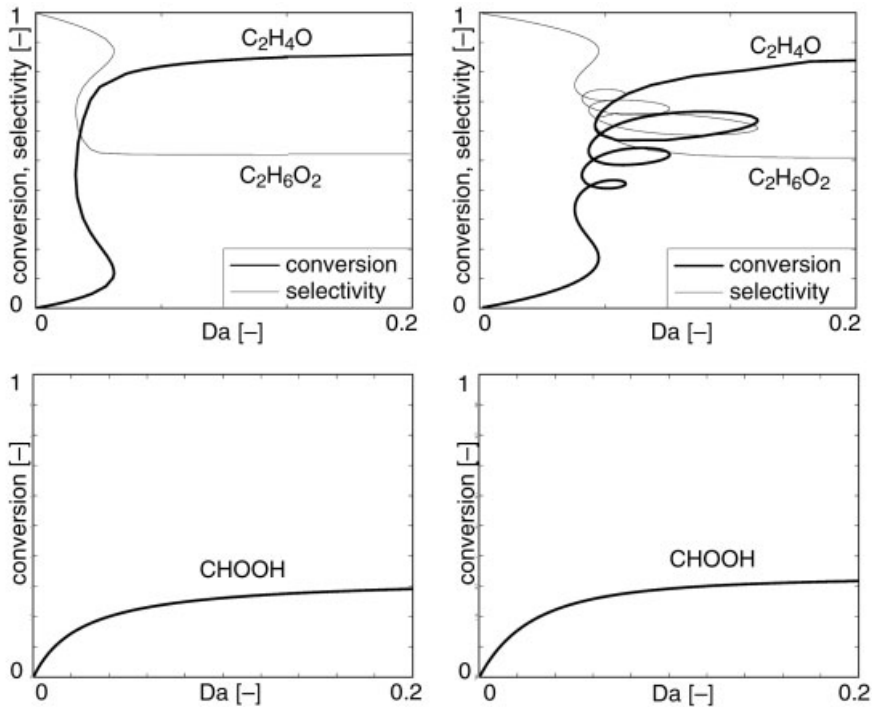 conversion, selectivity [–]
1
0
C2H4O
C2H6O2
conversion
selectivity
0
Da [–]
0.2
conversion, selectivity [–]
1
0
C2H4O
C2H6O2
conversion
selectivity
0
Da [–]
0.2
conversion [–]
1
0
CHOOH
0
Da [–]
0.2
conversion [–]
1
0
CHOOH
0
Da [–]
0.2